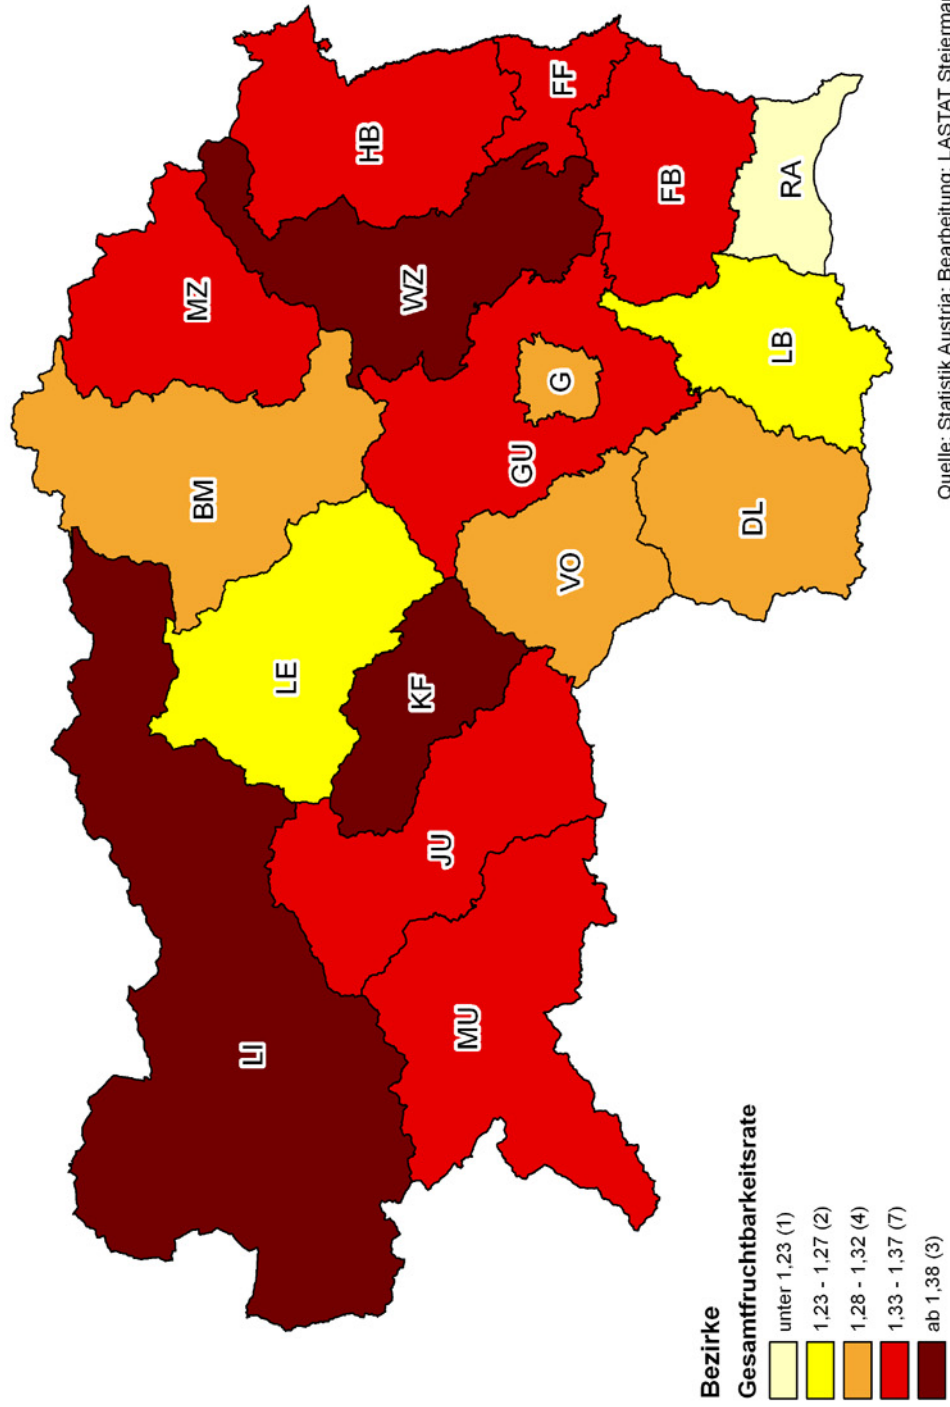 MZ
HB
FF
WZ
BM
FB
RA
G
GU
LB
LE
VO
DL
KF
LI
JU
MU
Bezirke
Gesamtfruchtbarkeitsrate
unter 1,23 (1)
1,23 - 1,27 (2)
1,28 - 1,32 (4)
1,33 - 1,37 (7)
ab 1,38 (3)
Quelle: Statistik Austria; Bearbeitung: LASTAT Steiermar